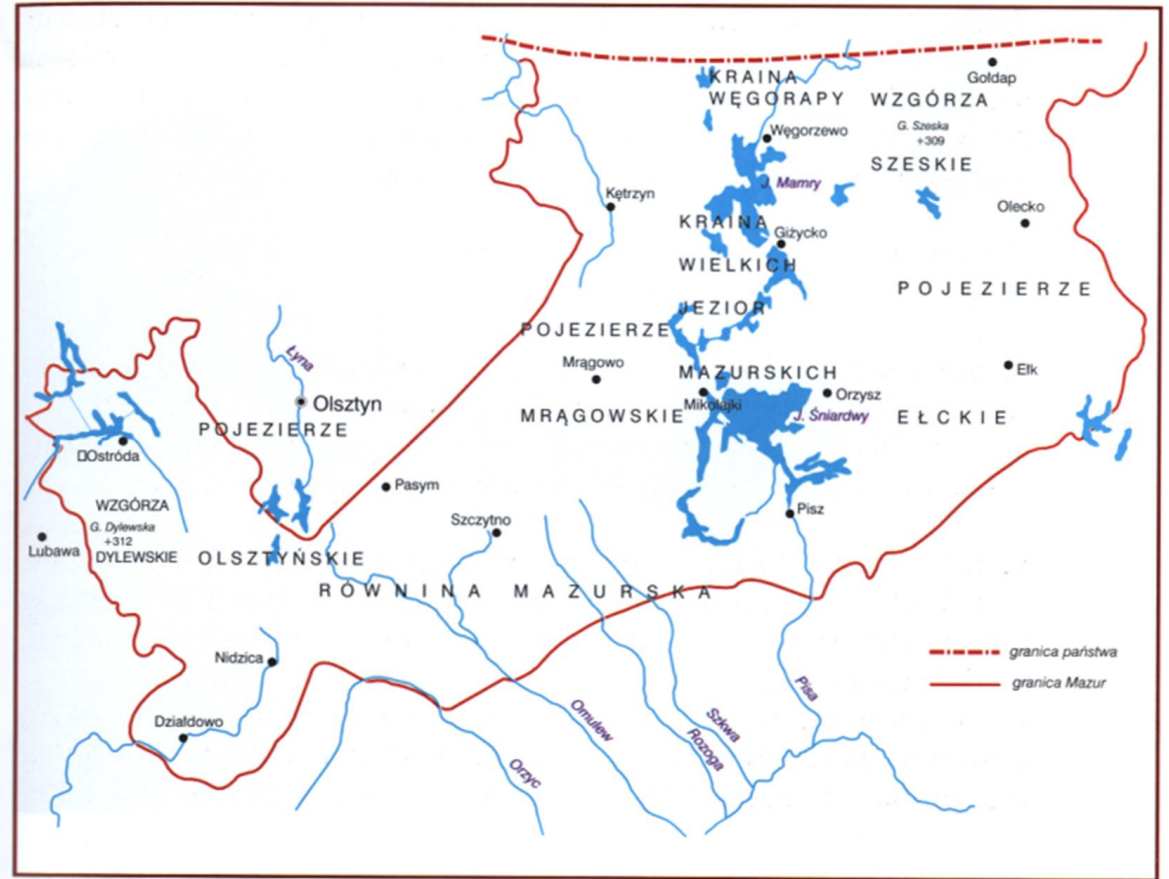 KRAINA
WĘGORAPY
WZGÓRZA
Gołdap
G. Szeska
+309
SZESKIE
Węgorzewo
J. Mamry
Kętrzyn
Olecko
KRAINA
Giżycko
WIELKICH
POJEZIERZE
JEZIOR
POJEZIERZE
Mrągowo
MAZURSKICH
Ełk
Łyna
Olsztyn
Mikołajki
Orzysz
MRĄGOWSKIE
J. Śniardwy
EŁCKIE
POJEZIERZE
Ostróda
Pasym
WZGÓRZA
G. Dylewska
+312
DYLEWSKIE
Lubawa
Szczytno
Pisz
OLSZTYŃSKIE
RÓWNINA MAZURSKA
Nidzica
Działdowo
granica państwa
granica Mazur
Pisa
Omulew
Szkwa
Rozoga
Orzyc